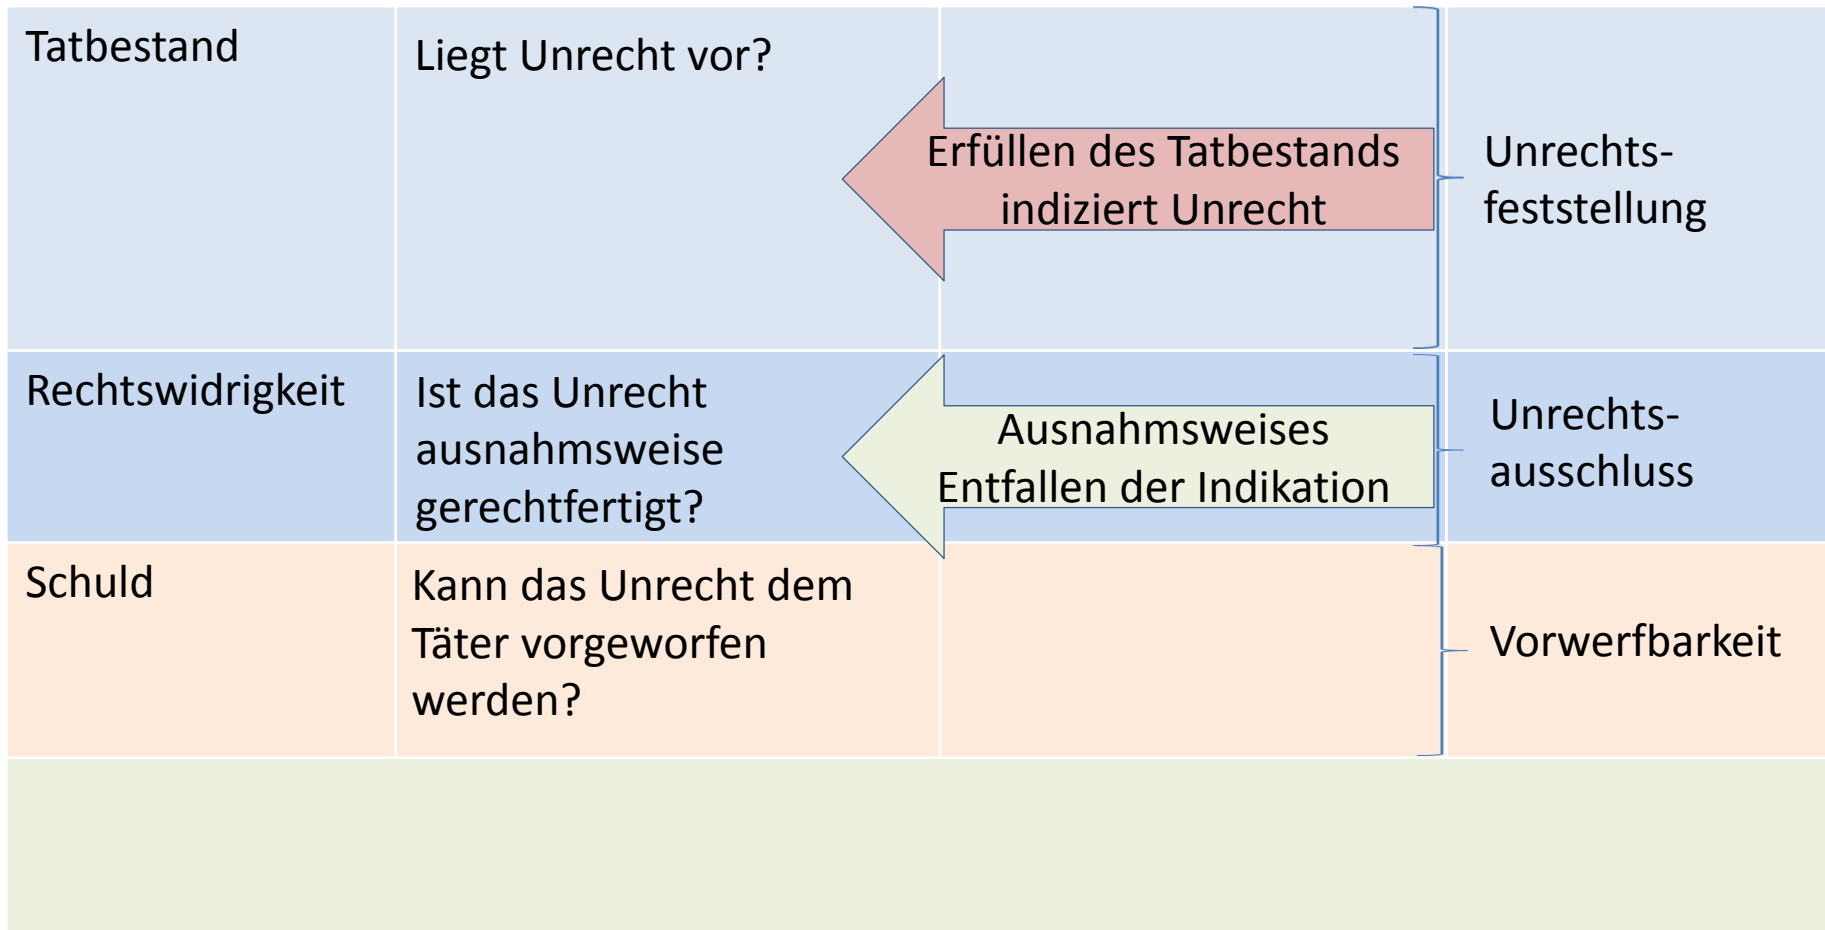 Tatbestand
Liegt Unrecht vor?
Erfüllen des Tatbestands
indiziert Unrecht
Unrechts-
feststellung
Rechtswidrigkeit
Ist das Unrecht
ausnahmsweise
gerechtfertigt?
Ausnahmsweises
Entfallen der Indikation
Unrechts-
ausschluss
Schuld
Kann das Unrecht dem
Täter vorgeworfen
werden?
Vorwerfbarkeit